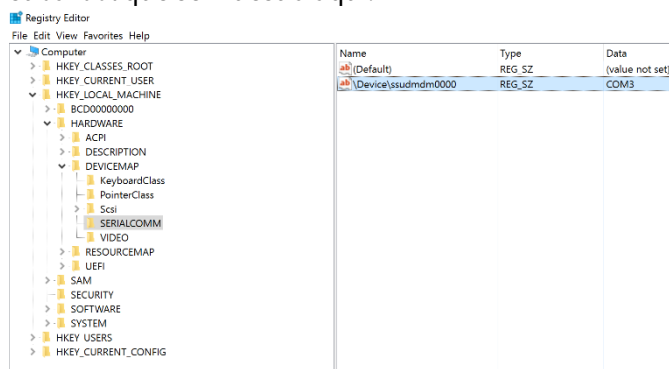 Registry Editor
File Edit View Favorites Help
Computer
HKEY_CLASSES_ROOT
HKEY_CURRENT_USER
HKEY_LOCAL_MACHINE
BCD00000000
HARDWARE
ACPI
DESCRIPTION
DEVICEMAP
KeyboardClass
PointerClass
Scsi
SERIALCOMM
VIDEO
RESOURCEMAP
UEFI
SAM
SECURITY
SOFTWARE
SYSTEM
HKEY_USERS
HKEY_CURRENT_CONFIG
Name Type Data
ab (Default) REG_SZ (value not set)
ab \Device\ssudmdm0000 REG_SZ COM3